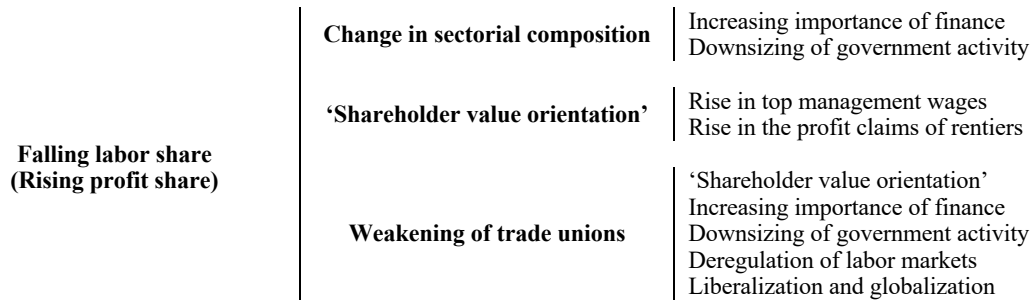 Falling labor share
(Rising profit share)
Change in sectorial composition
Increasing importance of finance
Downsizing of government activity
‘Shareholder value orientation’
Rise in top management wages
Rise in the profit claims of rentiers
Weakening of trade unions
‘Shareholder value orientation’
Increasing importance of finance
Downsizing of government activity
Deregulation of labor markets
Liberalization and globalization